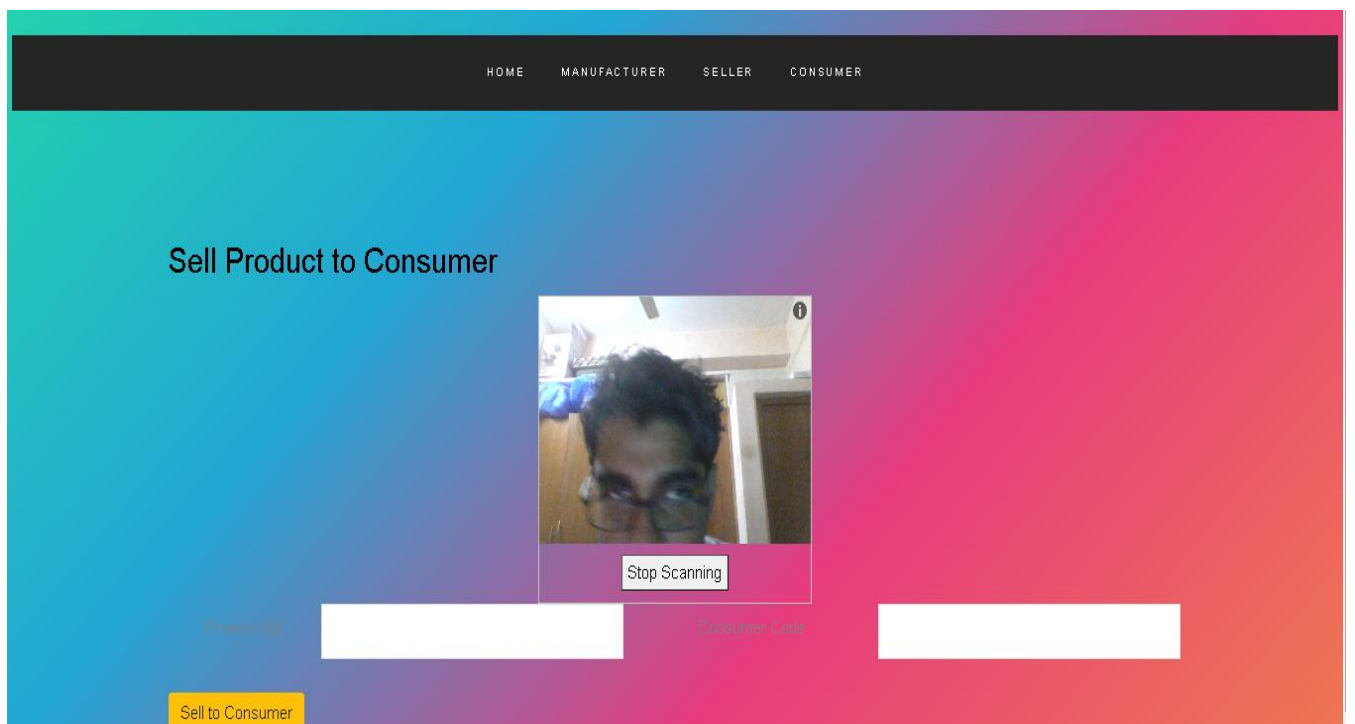 HOME MANUFACTURER SELLER CONSUMER
Sell Product to Consumer
Stop Scanning
Consumer Code
Sell to Consumer